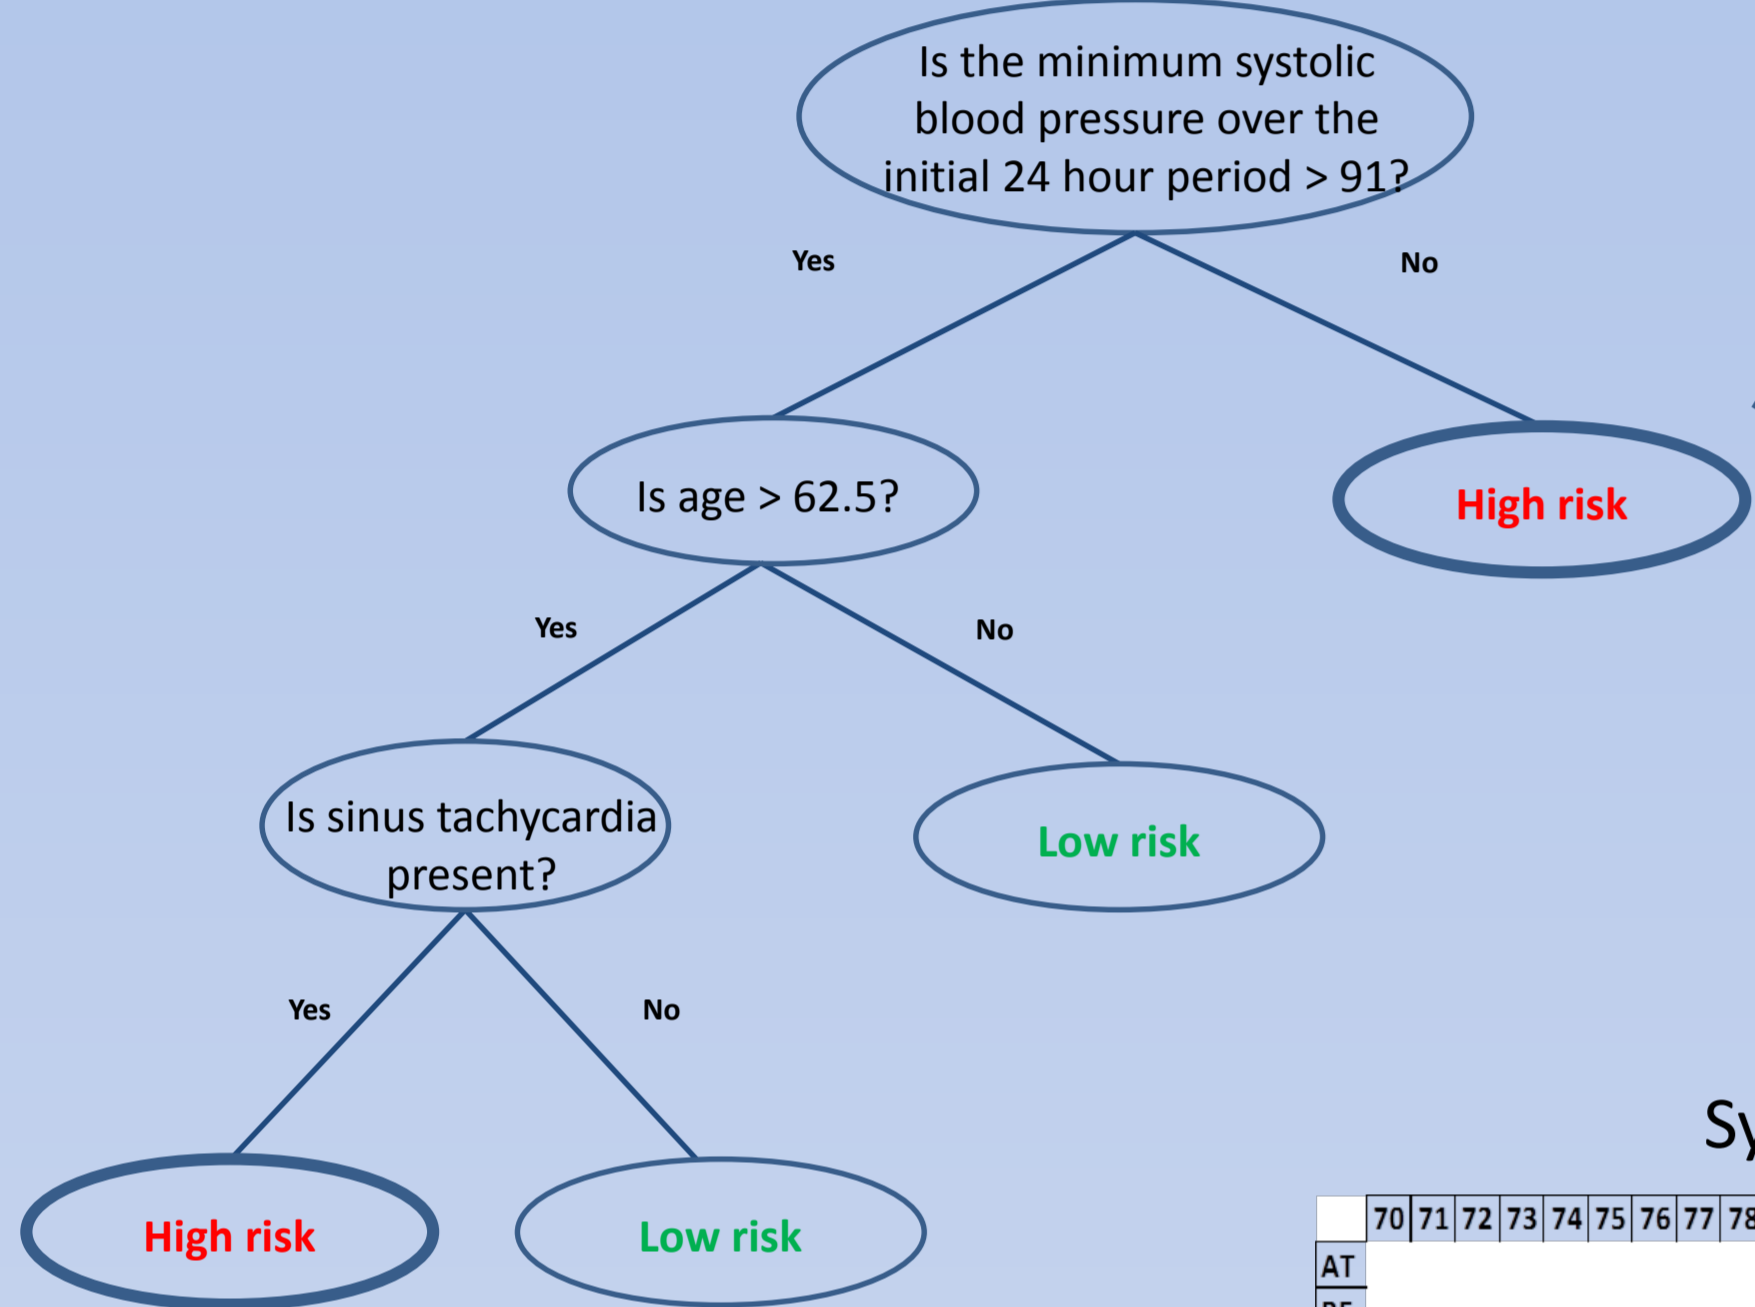 Is the minimum systolic
blood pressure over the
initial 24 hour period > 91?
Yes
No
Is age > 62.5?
High risk
Yes
No
Is sinus tachycardia
present?
Low risk
Yes
No
High risk
Low risk
Sy
70 71 72 73 74 75 76 77 78
AT